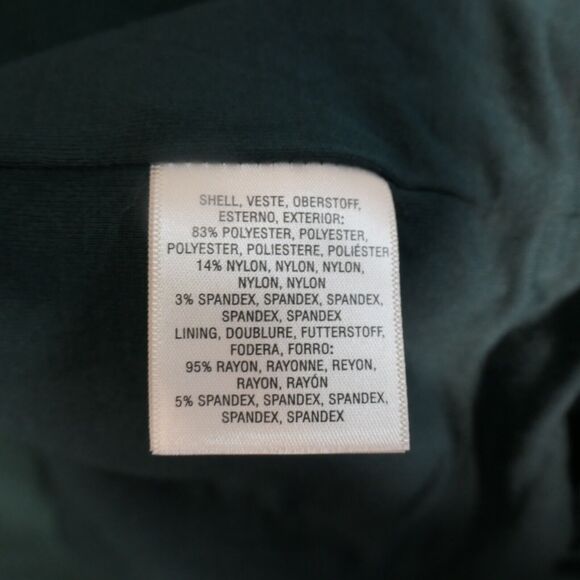 SHELL, VESTE, OBERSTOFF,
ESTERNO, EXTERIOR:
83% POLYESTER, POLYESTER,
POLYESTER, POLIESTERE, POLIÉSTER
14% NYLON, NYLON, NYLON,
NYLON, NYLON
3% SPANDEX, SPANDEX, SPANDEX,
SPANDEX, SPANDEX
LINING, DOUBLURE, FUTTERSTOFF,
FODERA, FORRO:
95% RAYON, RAYONNE, REYON,
RAYON, RAYÓN
5% SPANDEX, SPANDEX, SPANDEX,
SPANDEX, SPANDEX